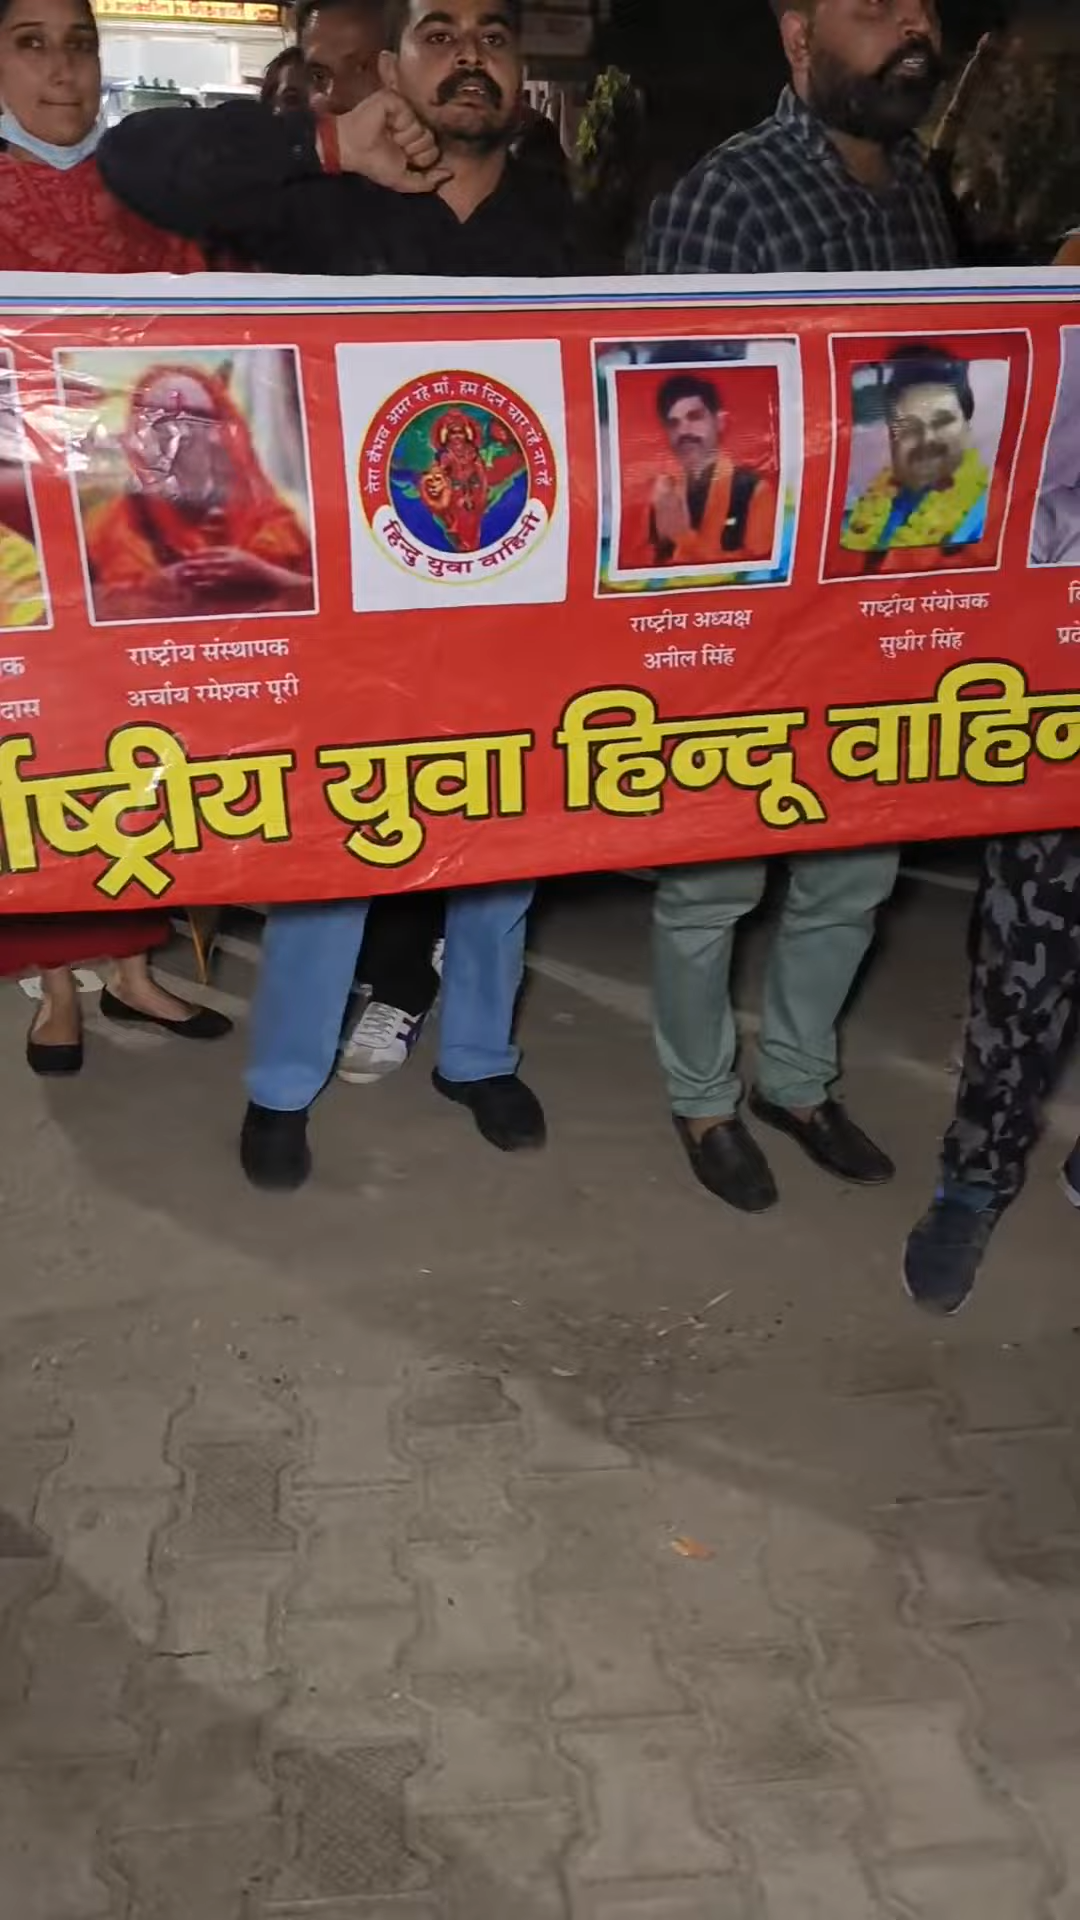 तेरा वैभव अमर रहे माँ, हम दिन चार रहें ना रहें
हिन्दु युवा वाहिनी
राष्ट्रीय संस्थापक
अर्चाय रमेश्वर पूरी
राष्ट्रीय अध्यक्ष
अनील सिंह
राष्ट्रीय संयोजक
सुधीर सिंह
दास
राष्ट्रीय युवा हिन्दू वाहिन